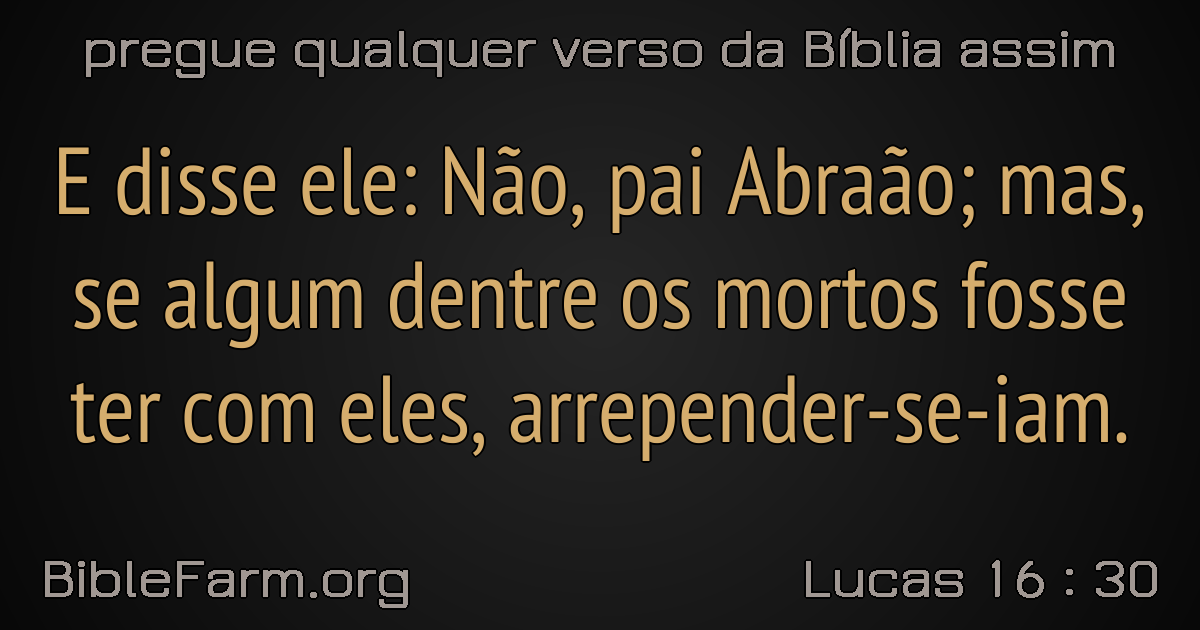 pregue qualquer verso da Bíblia assim
E disse ele: Não, pai Abraão; mas,
se algum dentre os mortos fosse
ter com eles, arrepender-se-iam.
BibleFarm.org
Lucas 16 : 30